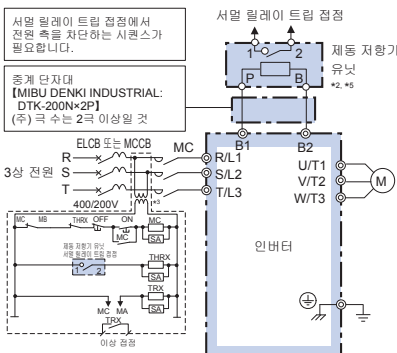 서멀 릴레이 트립 접점에서
전원 측을 차단하는 시퀀스가
필요합니다.
서멀 릴레이 트립 접점
1 2
제동 저항기
유닛
*2, *5
P B
중계 단자대
[MIBU DENKI INDUSTRIAL:
DTK-200N×2P]
(주) 극 수는 2극 이상일 것
B1 B2
ELCB 또는 MCCB MC
R R/L1 U/T1
3상 전원 S S/L2 V/T2 M
T T/L3 W/T3
400/200V *3
인버터
MC MB THRX OFF ON MC
MC SA
제동 저항기 유닛
서멀 릴레이 트립 접점
1 2
THRX
SA
TRX
SA
MC MA
TRX
이상 접점